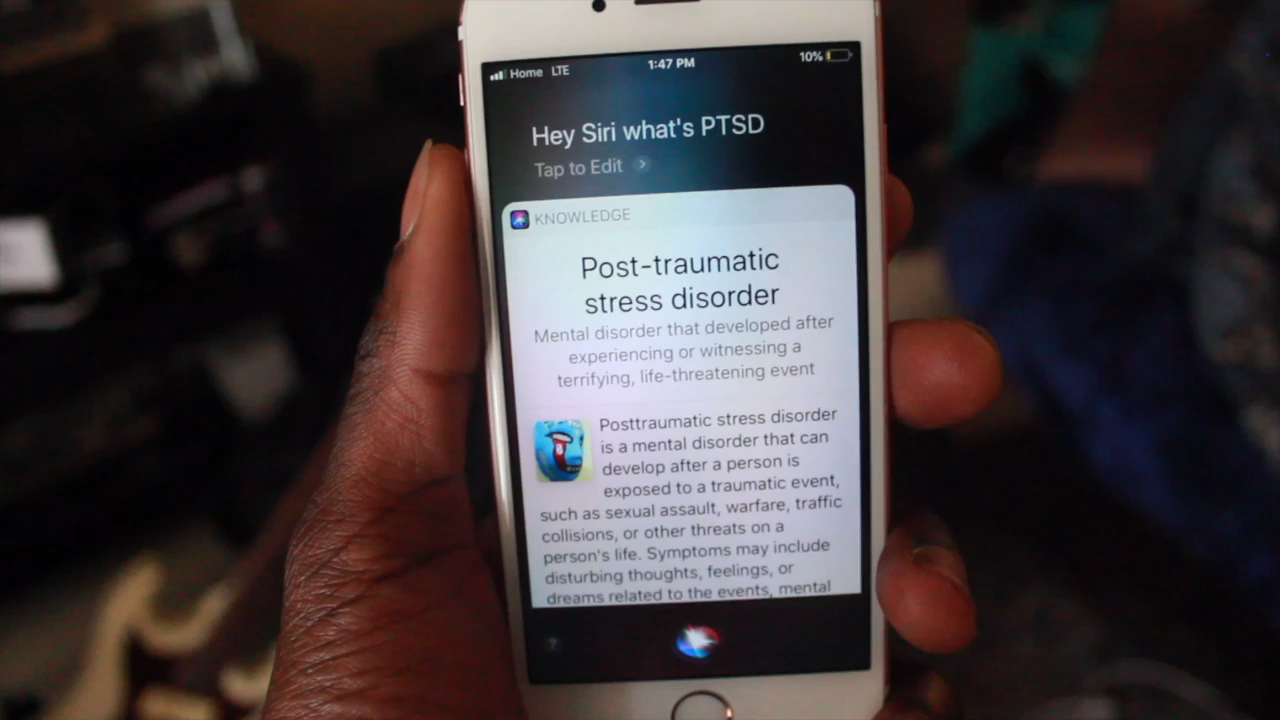 Home LTE 1:47 PM 10%
Hey Siri what's PTSD
Tap to Edit >
KNOWLEDGE
Post-traumatic
stress disorder
Mental disorder that developed after
experiencing or witnessing a
terrifying, life-threatening event
Posttraumatic stress disorder
is a mental disorder that can
develop after a person is
exposed to a traumatic event,
such as sexual assault, warfare, traffic
collisions, or other threats on a
person's life. Symptoms may include
disturbing thoughts, feelings, or
dreams related to the events, mental
?